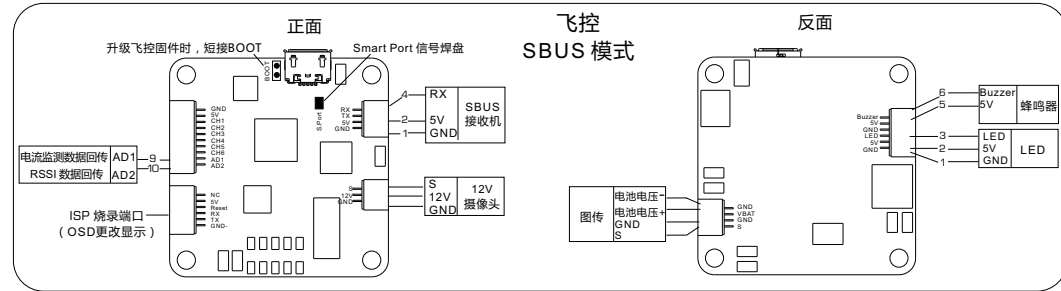 飞控
SBUS 模式
正面
升级飞控固件时，短接BOOT
Smart Port 信号焊盘
BOOT
S.Port
GND
5V
CH1
CH2
CH3
CH4
CH5
CH6
AD1
AD2
电流监测数据回传 AD1 9
RSSI 数据回传 AD2 10
NC
5V
Reset
RX
TX
GND-
ISP 烧录端口
（OSD更改显示）
RX
TX
5V
GND
4 RX
2 5V
1 GND
SBUS
接收机
S
12V
GND
S
12V
GND
12V
摄像头
反面
Buzzer
5V
GND
LED
5V
GND
6 Buzzer
5 5V
蜂鸣器
3 LED
2 5V
1 GND
LED
图传
电池电压-
电池电压+
GND
S
GND
VBAT
GND
S